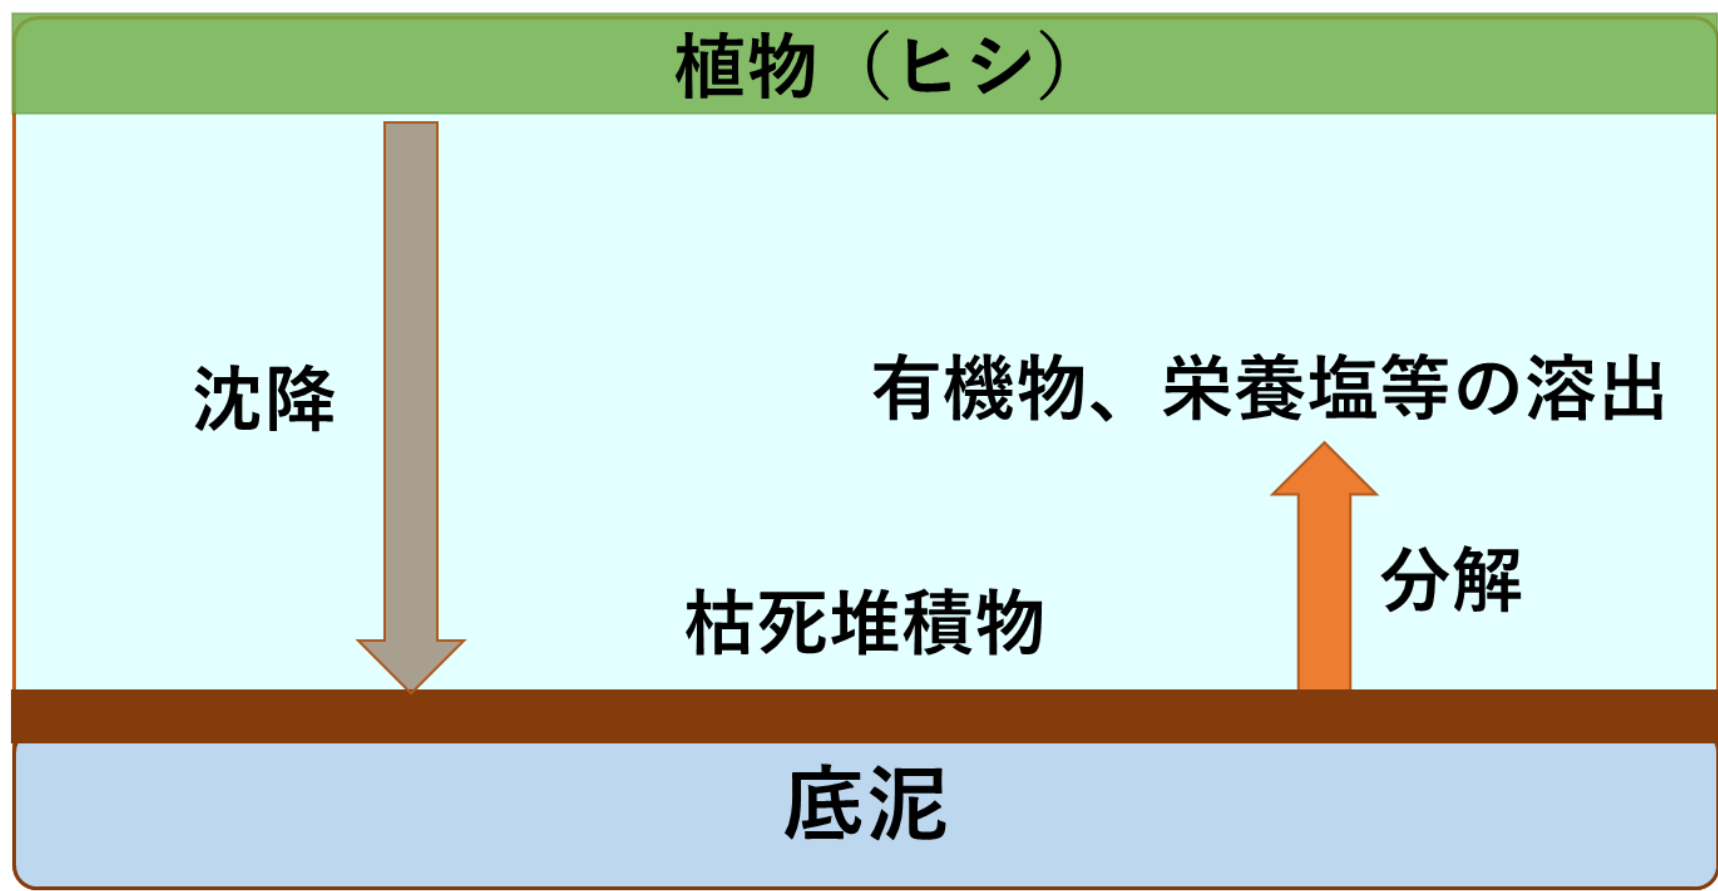 植物（ヒシ）
沈降
有機物、栄養塩等の溶出
分解
枯死堆積物
底泥